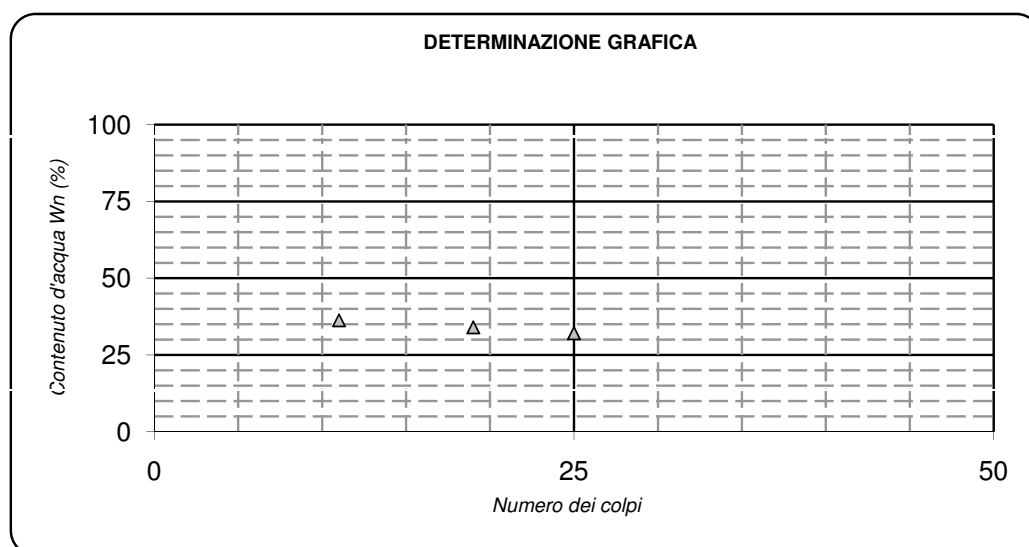 DETERMINAZIONE GRAFICA
Contenuto d'acqua Wn (%)
100
75
50
25
0
0 25 50
Numero dei colpi